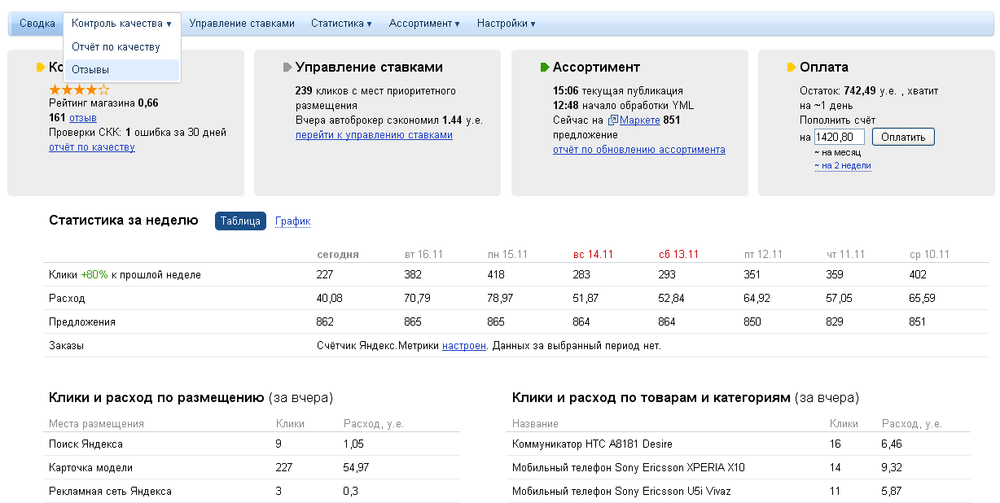 Сводка Контроль качества ▾ Управление ставками Статистика ▾ Ассортимент ▾ Настройки ▾
Отчёт по качеству
Отзывы
Ко
Рейтинг магазина 0,66
161 отзыв
Проверки СКК: 1 ошибка за 30 дней
отчёт по качеству
Управление ставками
239 кликов с мест приоритетного
размещения
Вчера автоброкер сэкономил 1.44 у.е.
перейти к управлению ставками
Ассортимент
15:06 текущая публикация
12:48 начало обработки YML
Сейчас на Маркете 851
предложение
отчёт по обновлению ассортимента
Оплата
Остаток: 742,49 у.е. , хватит
на ~1 день
Пополнить счёт
на 1420,80 Оплатить
~ на месяц
~ на 2 недели
Статистика за неделю Таблица График
сегодня вт 16.11 пн 15.11 вс 14.11 сб 13.11 пт 12.11 чт 11.11 ср 10.11
Клики +80% к прошлой неделе 227 382 418 283 293 351 359 402
Расход 40,08 70,79 78,97 51,87 52,84 64,92 57,05 65,59
Предложения 862 865 865 864 864 850 829 851
Заказы Счётчик Яндекс.Метрики настроен. Данных за выбранный период нет.
Клики и расход по размещению (за вчера)
Места размещения Клики Расход, у.е.
Поиск Яндекса 9 1,05
Карточка модели 227 54,97
Рекламная сеть Яндекса 3 0,3
Клики и расход по товарам и категориям (за вчера)
Название Клики Расход, у.е.
Коммуникатор HTC A8181 Desire 16 6,46
Мобильный телефон Sony Ericsson XPERIA X10 14 9,32
Мобильный телефон Sony Ericsson U5i Vivaz 11 5,87